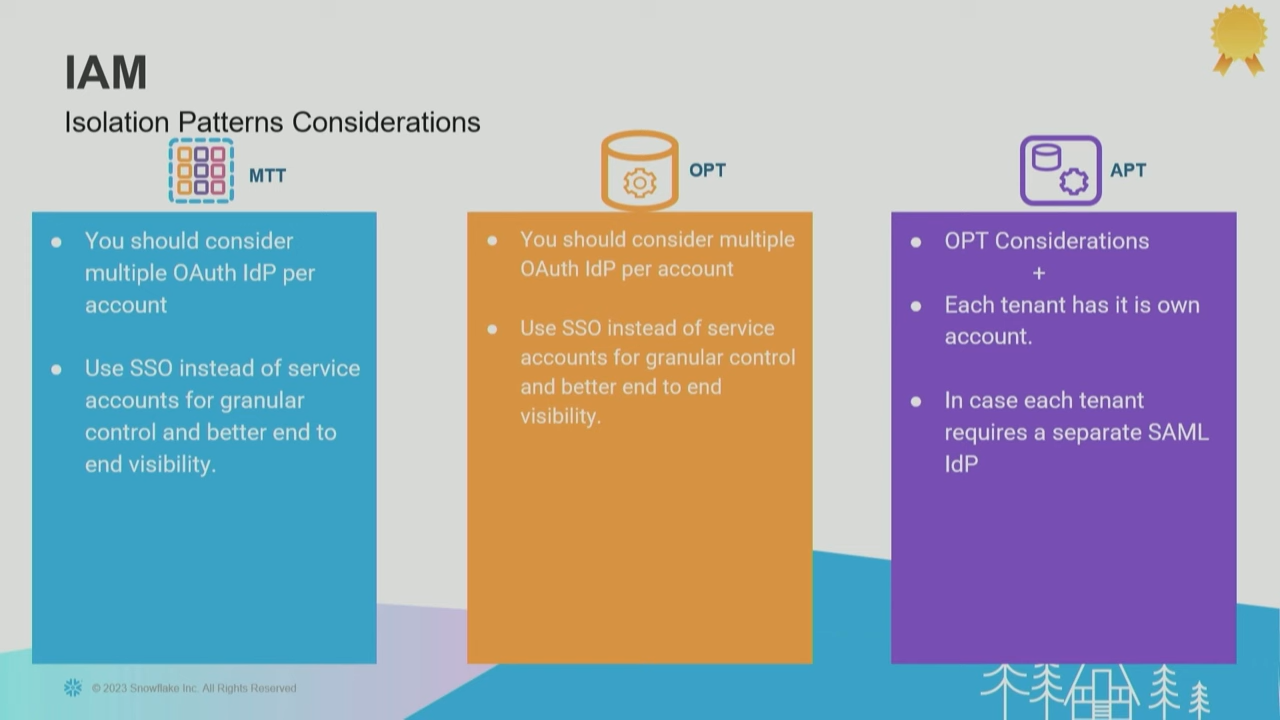 IAM
Isolation Patterns Considerations
MTT
● You should consider
multiple OAuth IdP per
account
● Use SSO instead of service
accounts for granular
control and better end to
end visibility.
OPT
● You should consider multiple
OAuth IdP per account
● Use SSO instead of service
accounts for granular control
and better end to end
visibility.
APT
● OPT Considerations
+
● Each tenant has it is own
account.
● In case each tenant
requires a separate SAML
IdP
© 2023 Snowflake Inc. All Rights Reserved